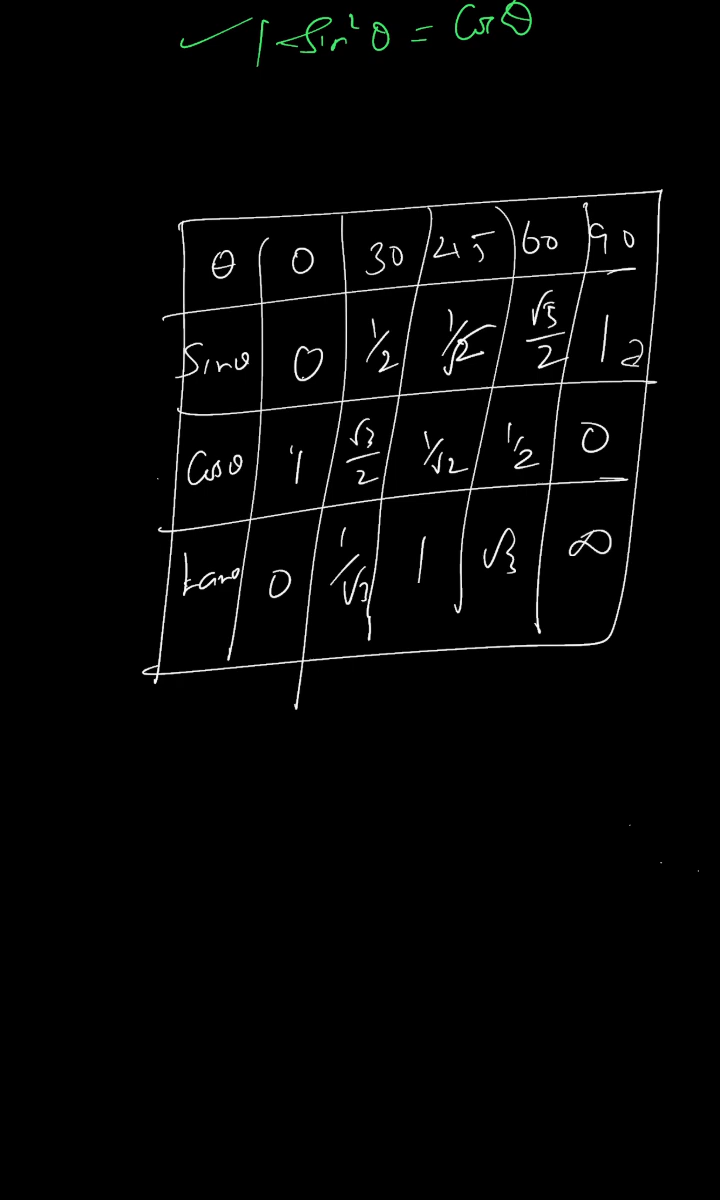 ✓ 1 - Sin²θ = Cosθ
θ 0 30 45 60 90
Sinθ 0 1/2 1/√2 √3/2 1
Cosθ 1 √3/2 1/√2 1/2 0
tanθ 0 1/√3 1 √3 ∞